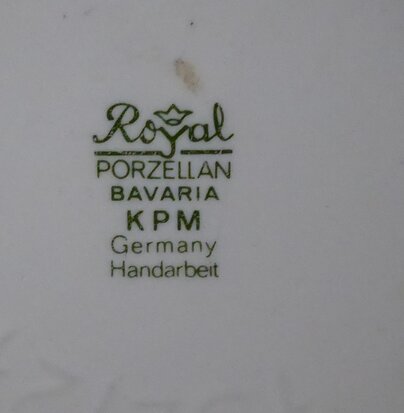 Royal
PORZELLAN
BAVARIA
KPM
Germany
Handarbeit